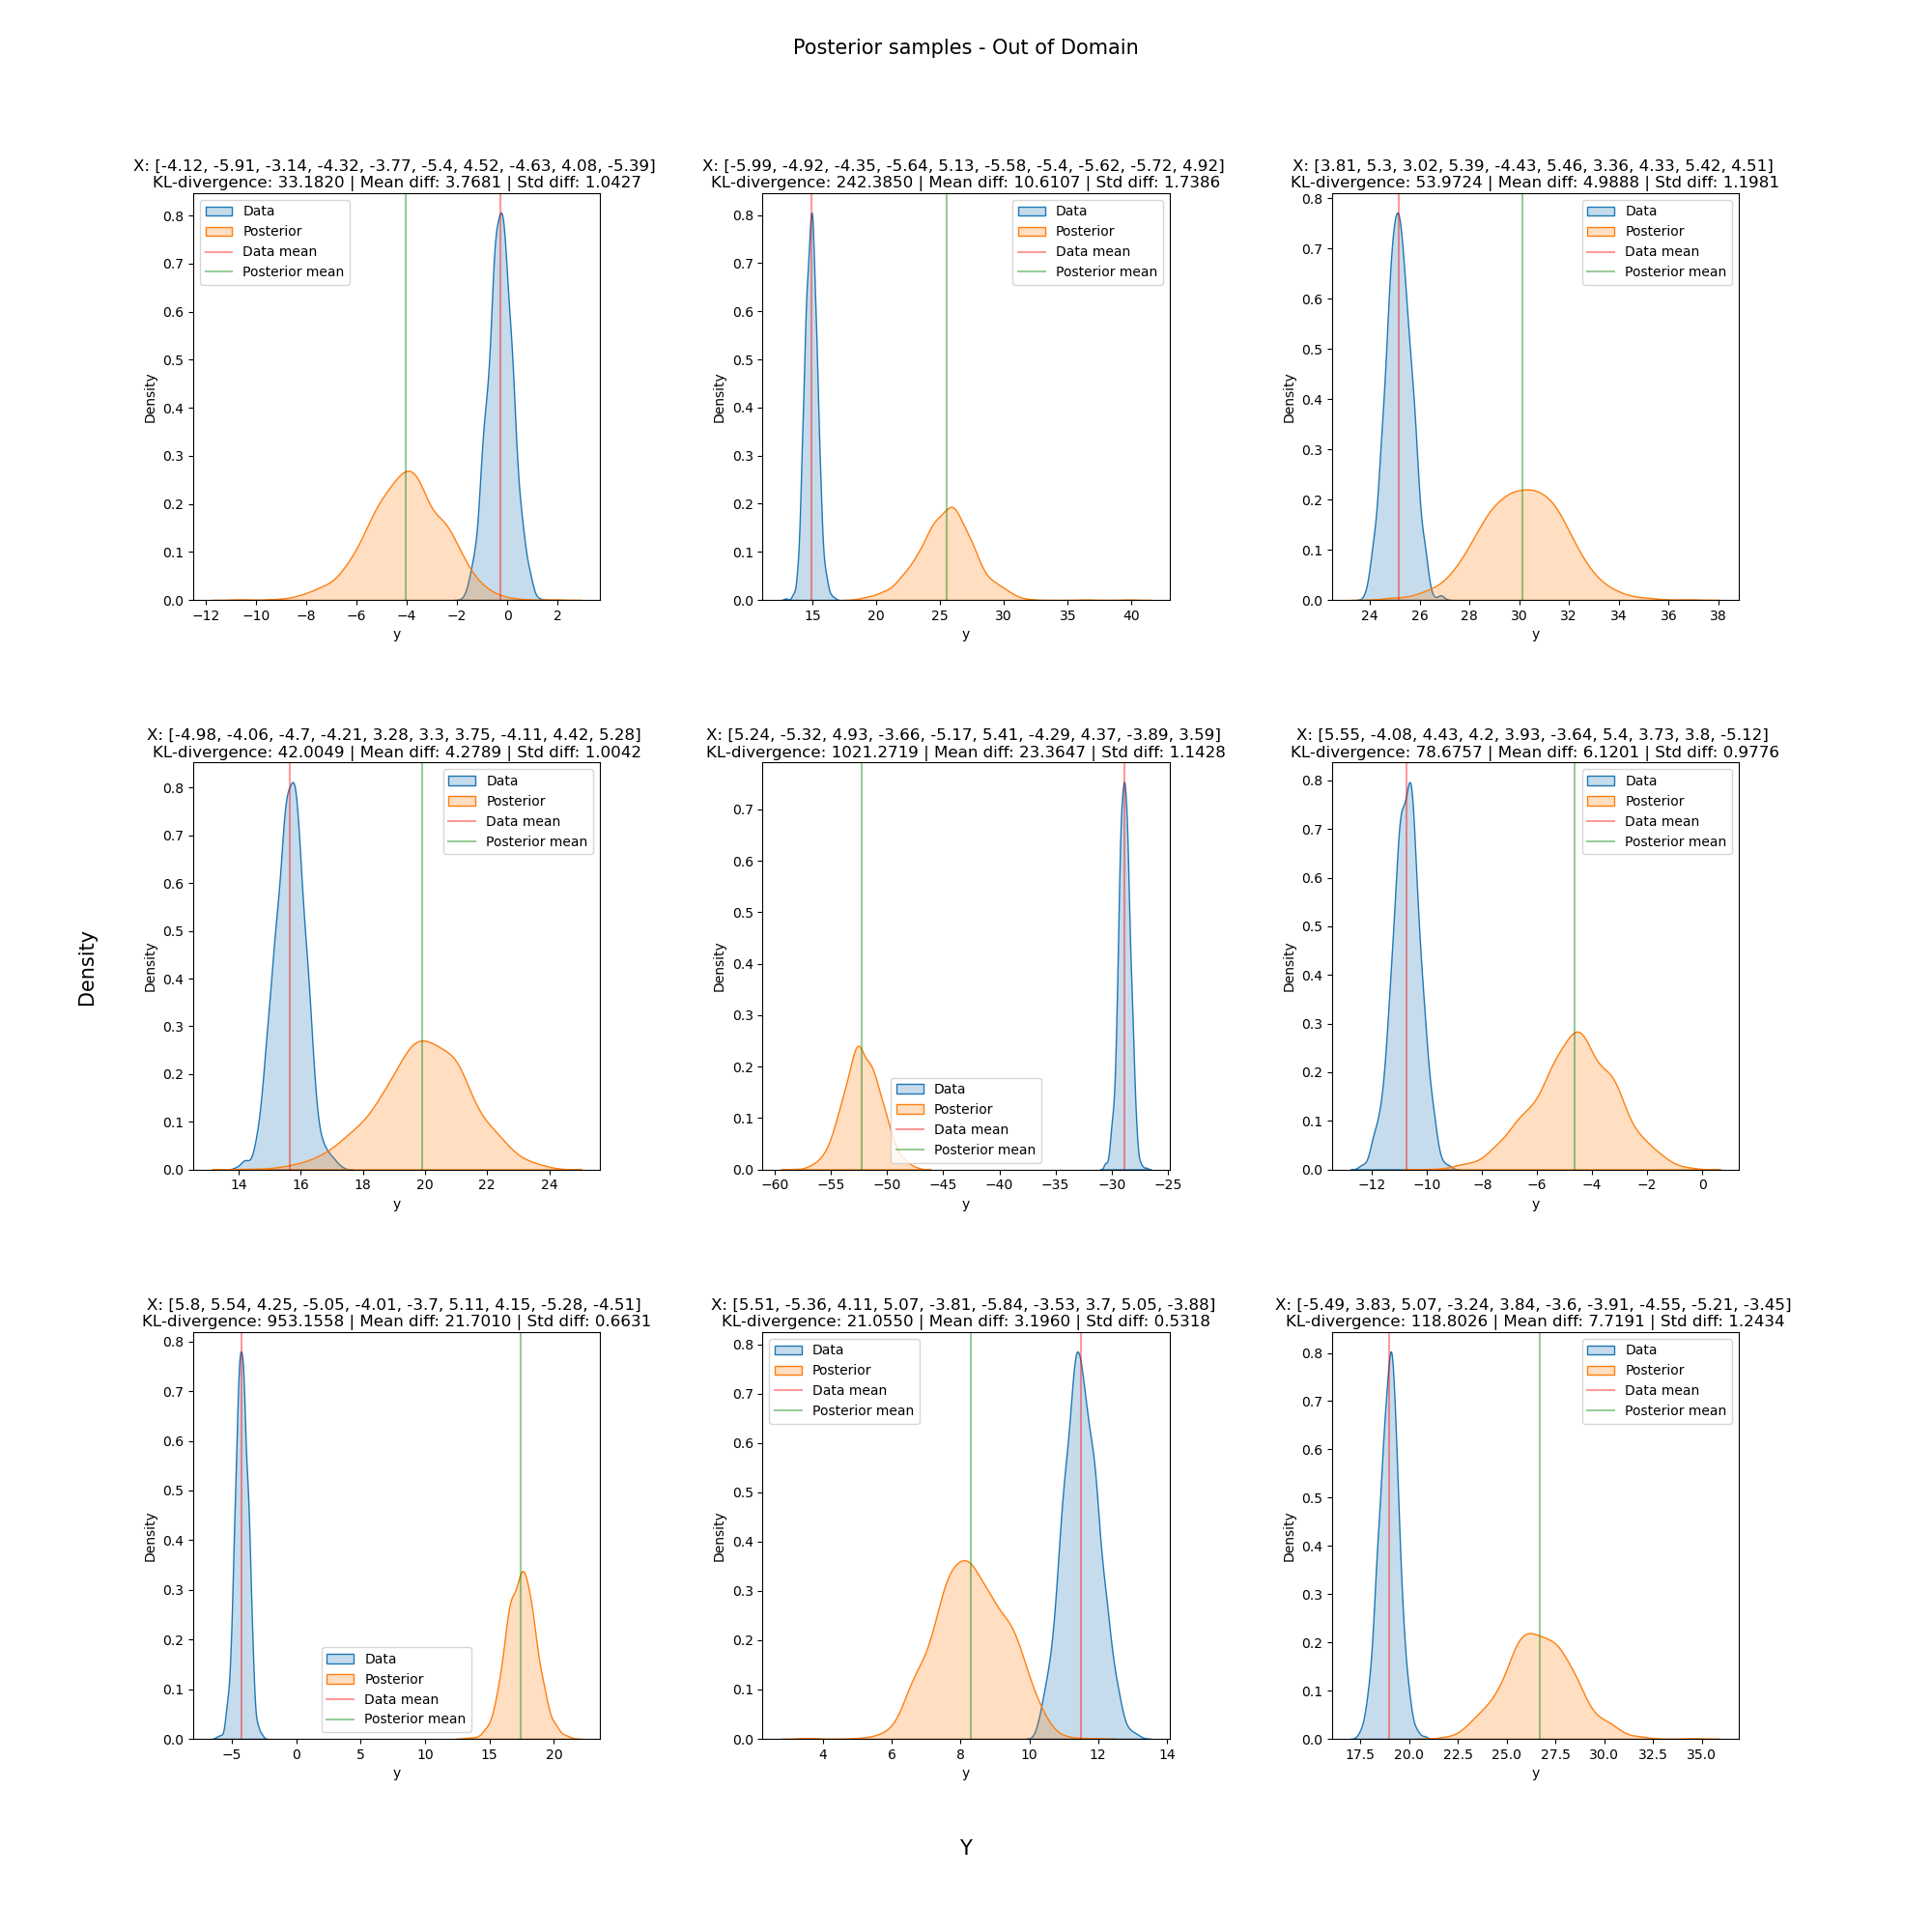 Posterior samples - Out of Domain
X: [-4.12, -5.91, -3.14, -4.32, -3.77, -5.4, 4.52, -4.63, 4.08, -5.39]
KL-divergence: 33.1820 | Mean diff: 3.7681 | Std diff: 1.0427
Data
Posterior
Data mean
Posterior mean
0.8
0.7
0.6
0.5
0.4
0.3
0.2
0.1
0.0
Density
−12 −10 −8 −6 −4 −2 0 2
y
X: [-5.99, -4.92, -4.35, -5.64, 5.13, -5.58, -5.4, -5.62, -5.72, 4.92]
KL-divergence: 242.3850 | Mean diff: 10.6107 | Std diff: 1.7386
Data
Posterior
Data mean
Posterior mean
0.8
0.7
0.6
0.5
0.4
0.3
0.2
0.1
0.0
Density
15 20 25 30 35 40
y
X: [3.81, 5.3, 3.02, 5.39, -4.43, 5.46, 3.36, 4.33, 5.42, 4.51]
KL-divergence: 53.9724 | Mean diff: 4.9888 | Std diff: 1.1981
Data
Posterior
Data mean
Posterior mean
0.8
0.7
0.6
0.5
0.4
0.3
0.2
0.1
0.0
Density
24 26 28 30 32 34 36 38
y
Density
X: [-4.98, -4.06, -4.7, -4.21, 3.28, 3.3, 3.75, -4.11, 4.42, 5.28]
KL-divergence: 42.0049 | Mean diff: 4.2789 | Std diff: 1.0042
Data
Posterior
Data mean
Posterior mean
0.8
0.7
0.6
0.5
0.4
0.3
0.2
0.1
0.0
Density
14 16 18 20 22 24
y
X: [5.24, -5.32, 4.93, -3.66, -5.17, 5.41, -4.29, 4.37, -3.89, 3.59]
KL-divergence: 1021.2719 | Mean diff: 23.3647 | Std diff: 1.1428
0.7
0.6
0.5
0.4
0.3
0.2
0.1
0.0
Density
Data
Posterior
Data mean
Posterior mean
−60 −55 −50 −45 −40 −35 −30 −25
y
X: [5.55, -4.08, 4.43, 4.2, 3.93, -3.64, 5.4, 3.73, 3.8, -5.12]
KL-divergence: 78.6757 | Mean diff: 6.1201 | Std diff: 0.9776
Data
Posterior
Data mean
Posterior mean
0.8
0.7
0.6
0.5
0.4
0.3
0.2
0.1
0.0
Density
−12 −10 −8 −6 −4 −2 0
y
X: [5.8, 5.54, 4.25, -5.05, -4.01, -3.7, 5.11, 4.15, -5.28, -4.51]
KL-divergence: 953.1558 | Mean diff: 21.7010 | Std diff: 0.6631
0.8
0.7
0.6
0.5
0.4
0.3
0.2
0.1
0.0
Density
Data
Posterior
Data mean
Posterior mean
−5 0 5 10 15 20
y
X: [5.51, -5.36, 4.11, 5.07, -3.81, -5.84, -3.53, 3.7, 5.05, -3.88]
KL-divergence: 21.0550 | Mean diff: 3.1960 | Std diff: 0.5318
Data
Posterior
Data mean
Posterior mean
0.8
0.7
0.6
0.5
0.4
0.3
0.2
0.1
0.0
Density
4 6 8 10 12 14
y
X: [-5.49, 3.83, 5.07, -3.24, 3.84, -3.6, -3.91, -4.55, -5.21, -3.45]
KL-divergence: 118.8026 | Mean diff: 7.7191 | Std diff: 1.2434
Data
Posterior
Data mean
Posterior mean
0.8
0.7
0.6
0.5
0.4
0.3
0.2
0.1
0.0
Density
17.5 20.0 22.5 25.0 27.5 30.0 32.5 35.0
y
Y